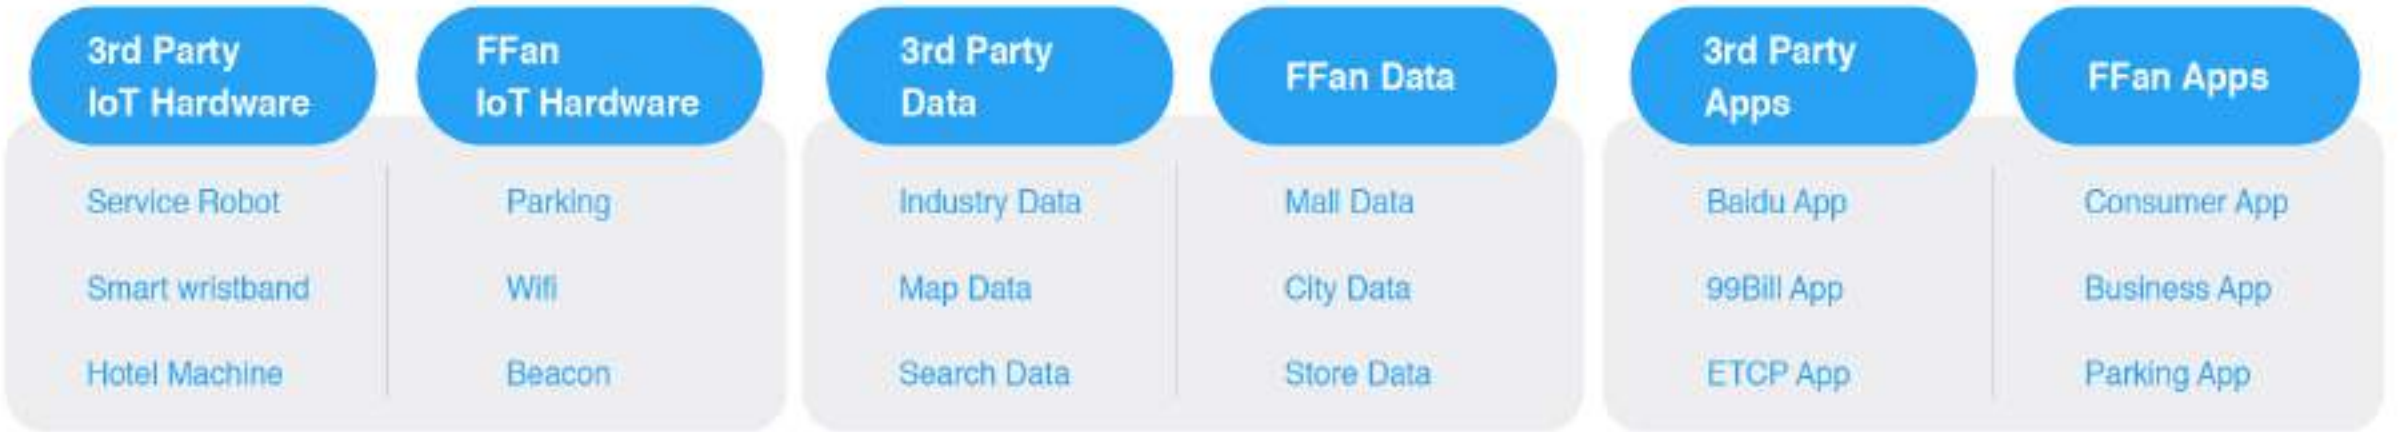 3rd Party
IoT Hardware
FFan
IoT Hardware
3rd Party
Data
FFan Data
3rd Party
Apps
FFan Apps
Service Robot
Parking
Industry Data
Mall Data
Baidu App
Consumer App
Smart wristband
Wifi
Map Data
City Data
99Bill App
Business App
Hotel Machine
Beacon
Search Data
Store Data
ETCP App
Parking App